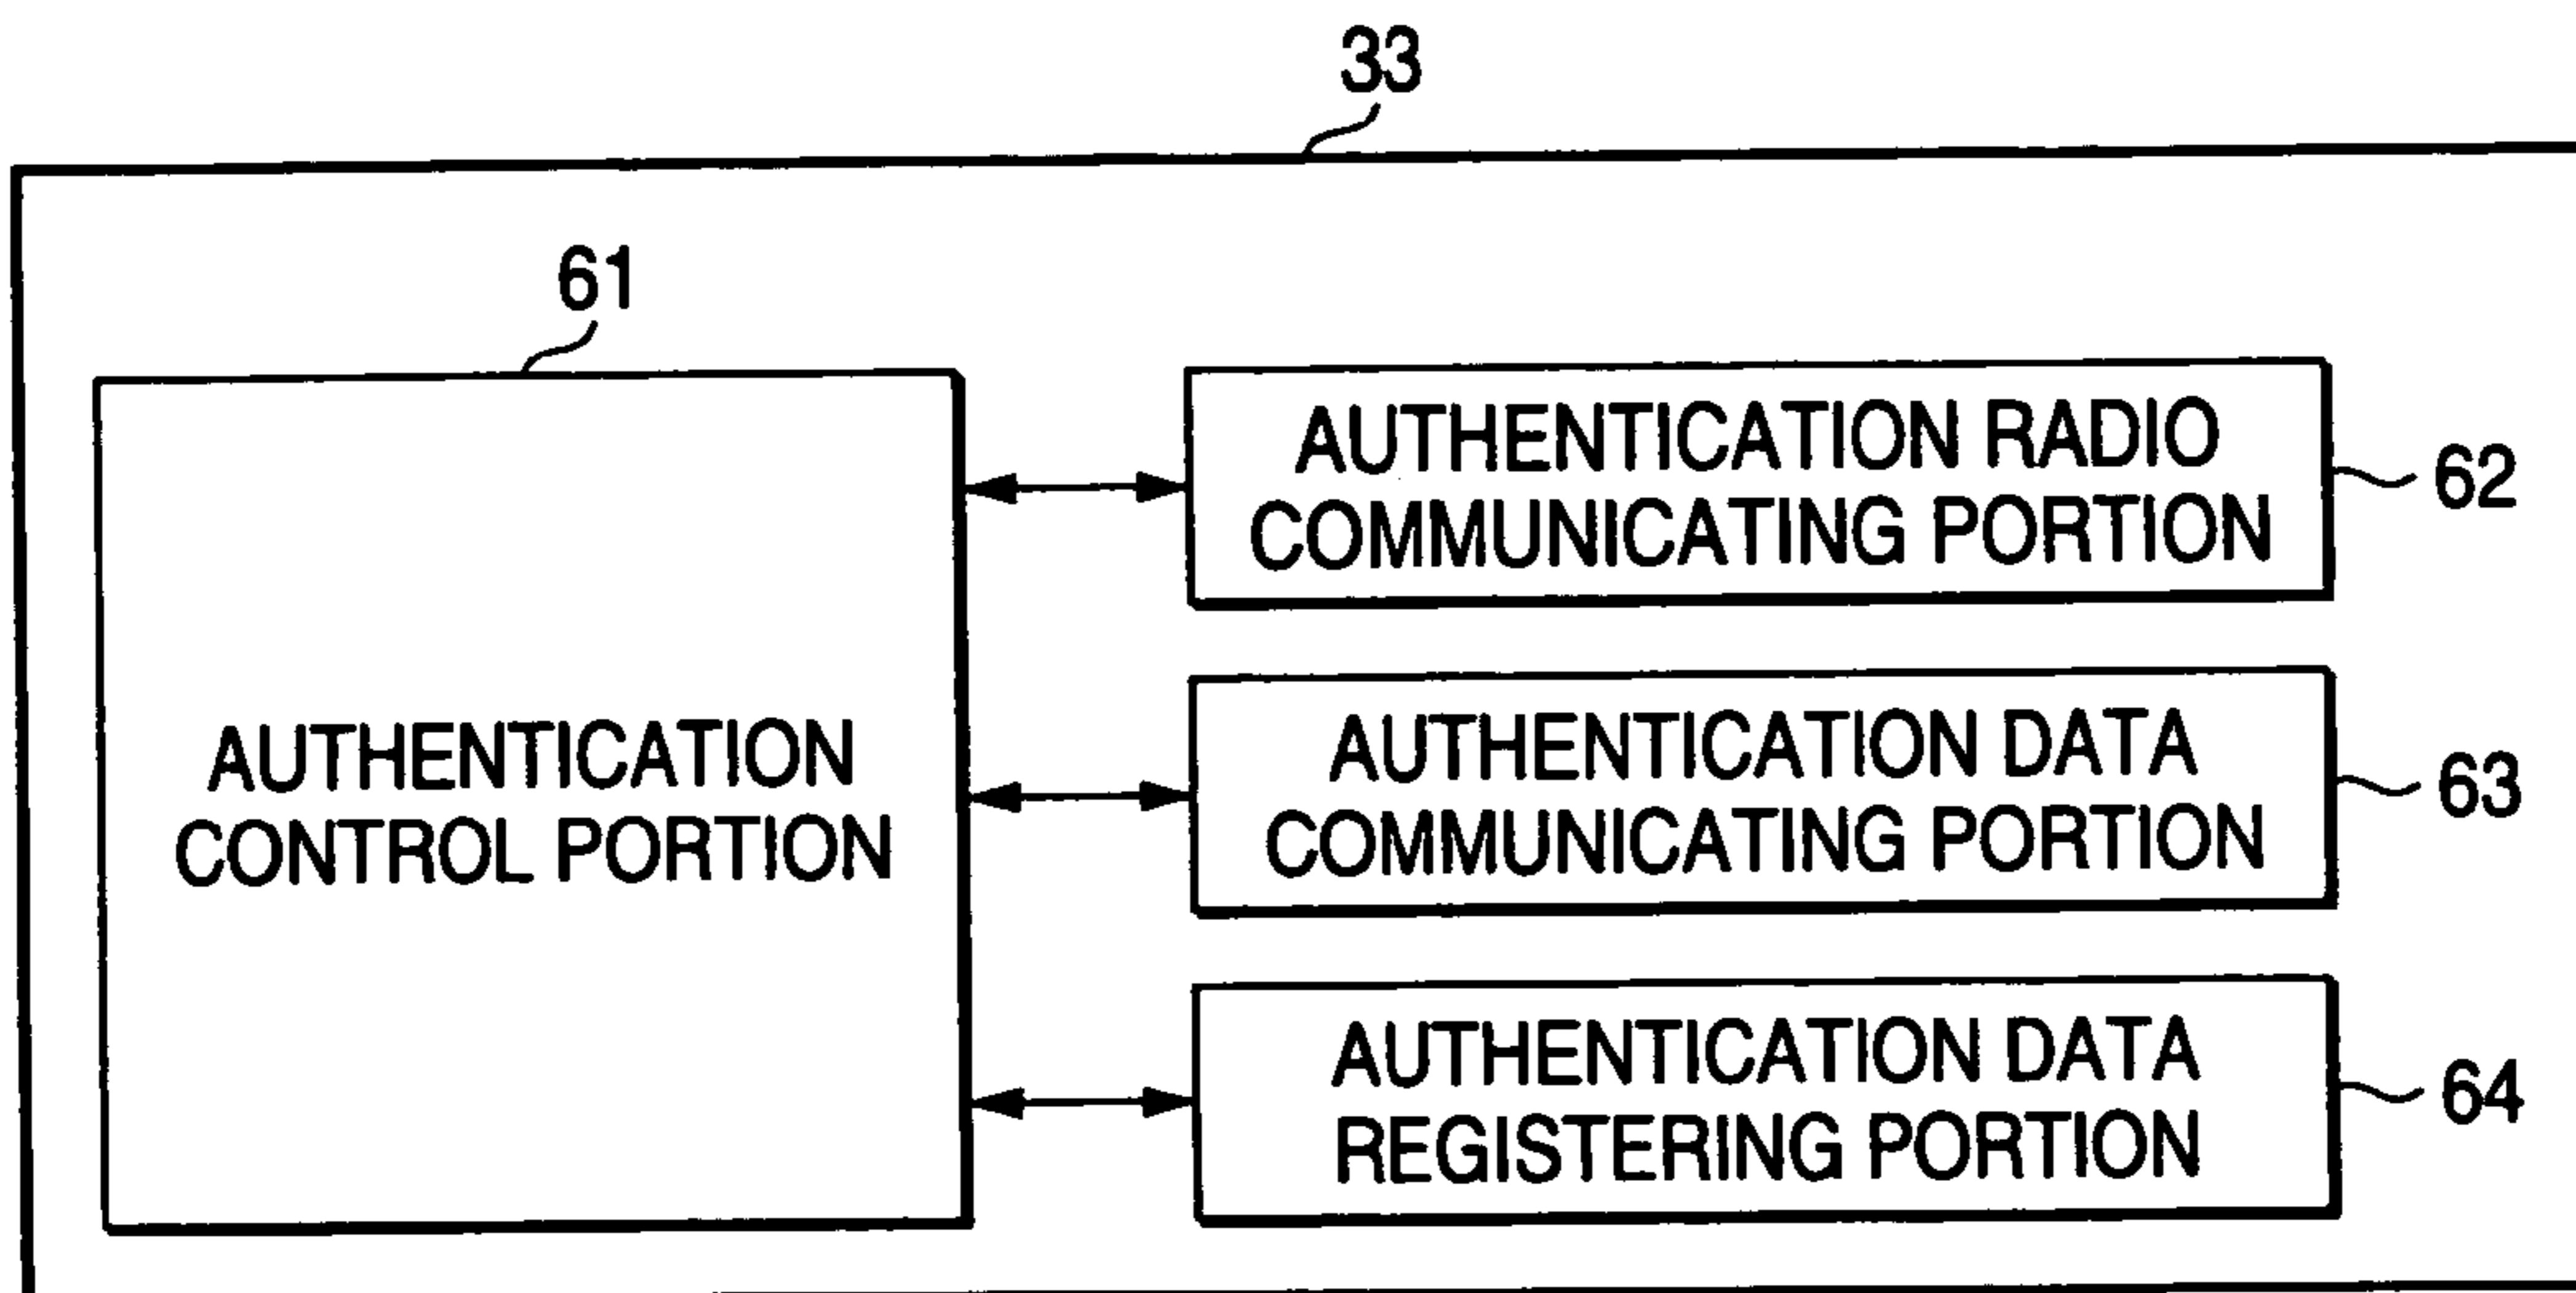 33
61
AUTHENTICATION
CONTROL PORTION
AUTHENTICATION RADIO
COMMUNICATING PORTION
62
AUTHENTICATION DATA
COMMUNICATING PORTION
63
AUTHENTICATION DATA
REGISTERING PORTION
64